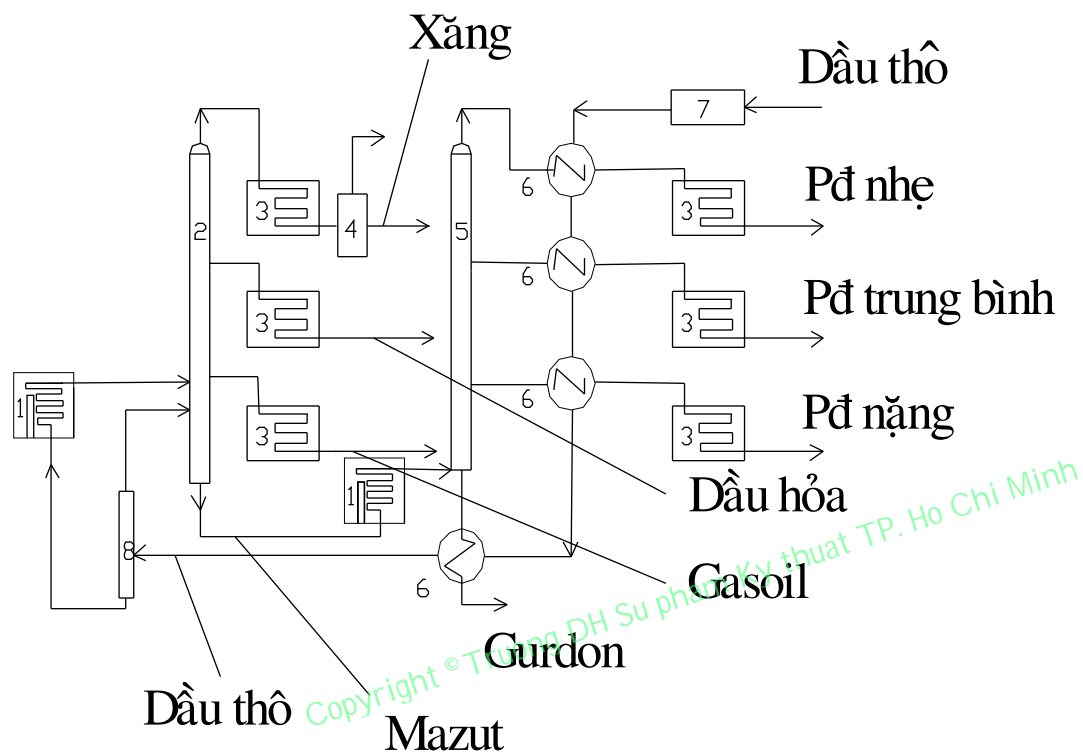 Xăng
Dầu thô
7
6
3
4
3
2
5
Pđ nhẹ
6
3
3
Pđ trung bình
1
6
3
3
Pđ nặng
1
Dầu hỏa
8
6
Gasoil
Gurdon
Dầu thô
Mazut
Copyright © Truong DH Su pham Ky thuat TP. Ho Chi Minh